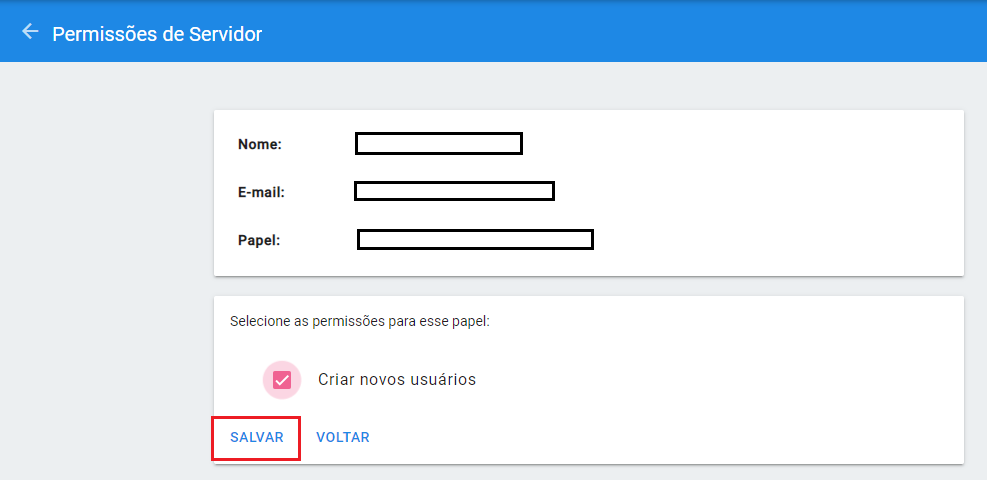 Permissões de Servidor
Nome:
E-mail:
Papel:
Selecione as permissões para esse papel:
Criar novos usuários
SALVAR VOLTAR